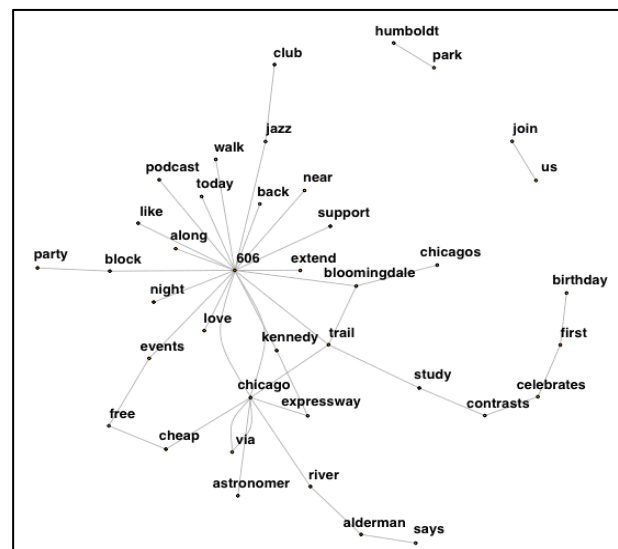 humboldt
club
park
jazz
join
walk
podcast
today
near
us
back
like
support
along
606
extend
chicagos
party
block
bloomingdale
birthday
night
love
kennedy
trail
first
events
study
celebrates
chicago
expressway
contrasts
free
cheap
via
river
astronomer
alderman
says